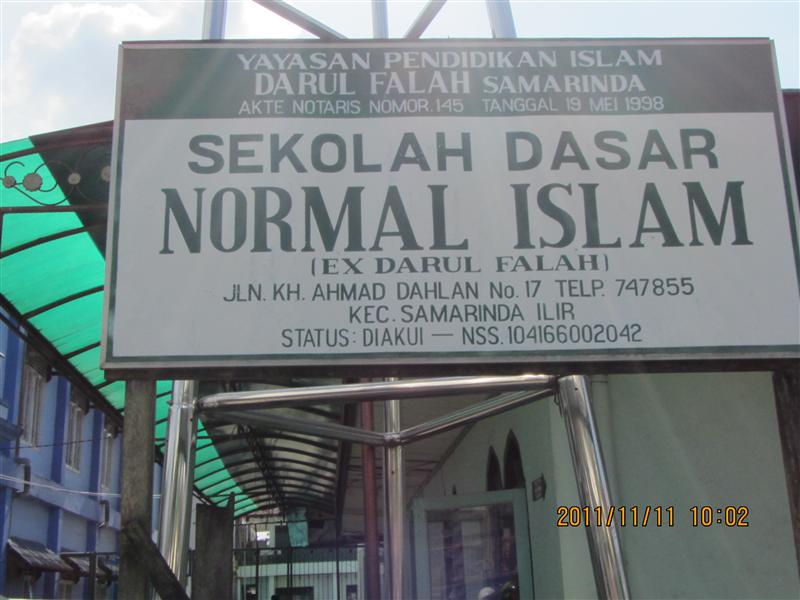 YAYASAN PENDIDIKAN ISLAM
DARUL FALAH SAMARINDA
AKTE NOTARIS NOMOR.145 TANGGAL 19 MEI 1998
SEKOLAH DASAR
NORMAL ISLAM
(EX DARUL FALAH)
JLN. KH. AHMAD DAHLAN No. 17 TELP. 747855
KEC. SAMARINDA ILIR
STATUS: DIAKUI — NSS. 104166002042
2011/11/11 10:02